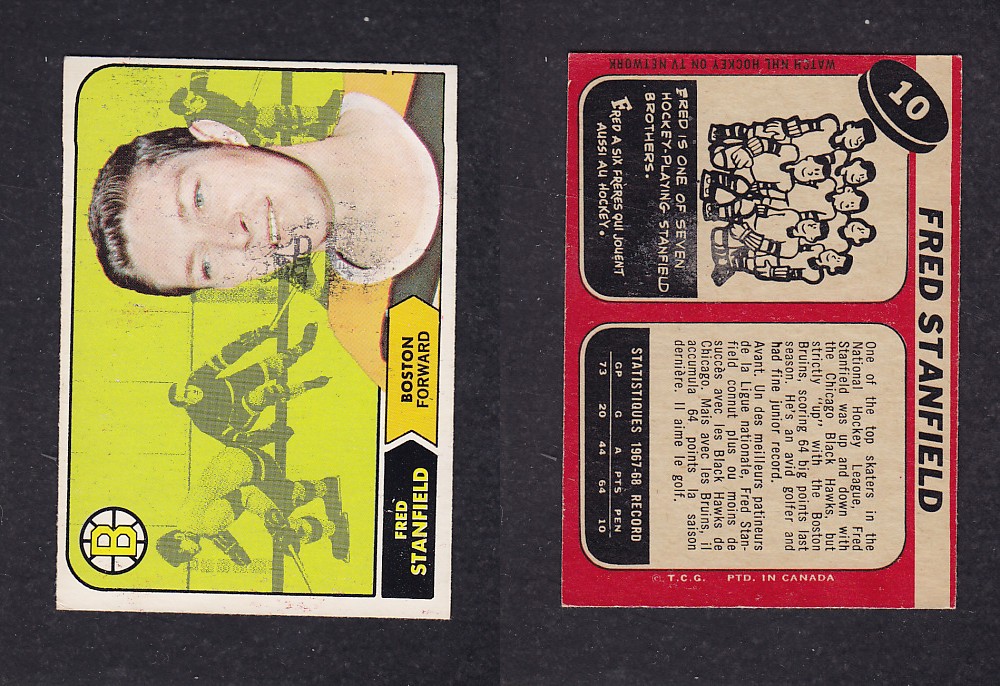 B
BOSTON
FORWARD
FRED
STANFIELD
WATCH NHL HOCKEY ON TV NETWORK
10
FRED STANFIELD
FRED IS ONE OF SEVEN
HOCKEY-PLAYING STANFIELD
BROTHERS.
FRED A SIX FRÈRES QUI JOUENT
AUSSI AU HOCKEY.
One of the top skaters in the
National Hockey League, Fred
Stanfield was up and down with
the Chicago Black Hawks, but
strictly "up" with the Boston
Bruins, scoring 64 big points last
season. He's an avid golfer and
had fine junior record.
Avant. Un des meilleurs patineurs
de la Ligue nationale, Fred Stan-
field connut plus ou moins de
succès avec les Black Hawks de
Chicago. Mais avec les Bruins, il
accumula 64 points la saison
dernière. Il aime le golf.
STATISTIQUES 1967-68 RECORD
GP G A PTS PEN
73 20 44 64 10
© T.C.G. PTD. IN CANADA